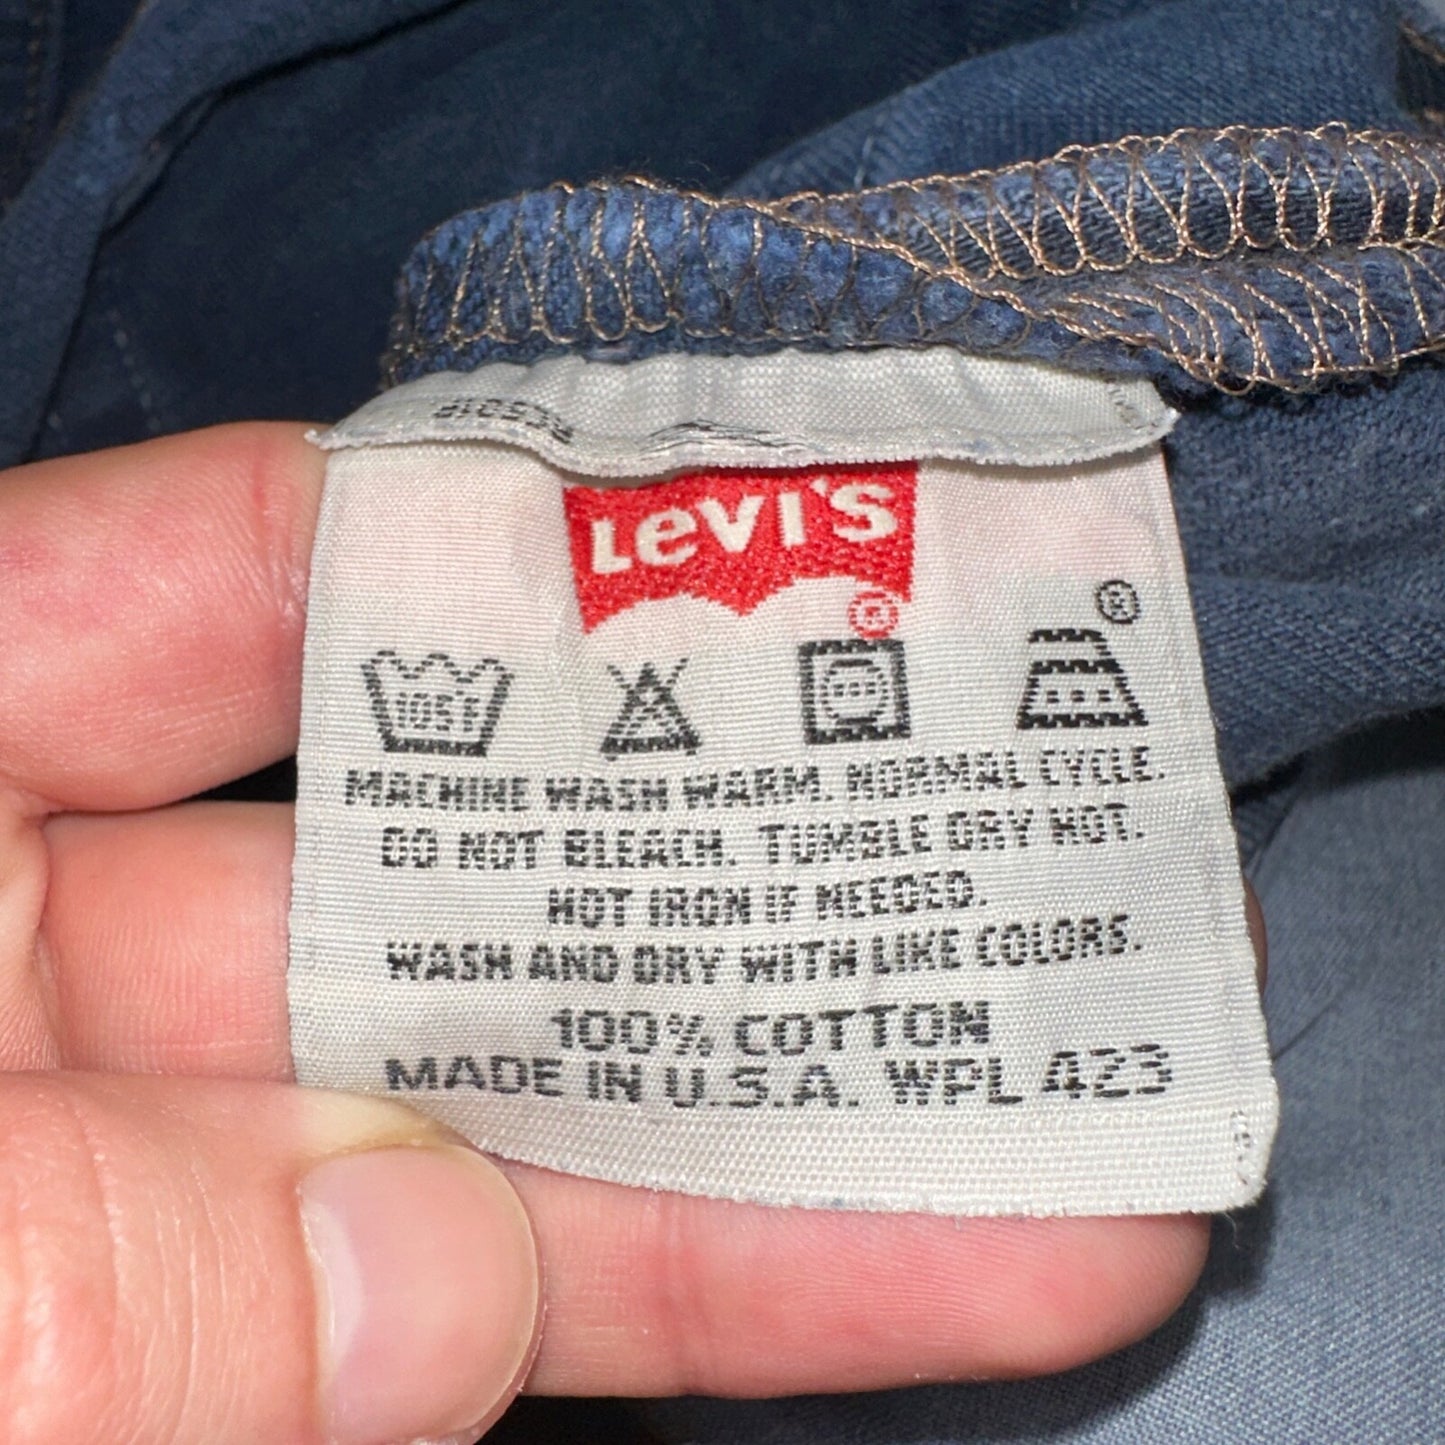 LEVI'S
®
®
105°F
MACHINE WASH WARM. NORMAL CYCLE.
DO NOT BLEACH. TUMBLE DRY HOT.
HOT IRON IF NEEDED.
WASH AND DRY WITH LIKE COLORS.
100% COTTON
MADE IN U.S.A. WPL 423